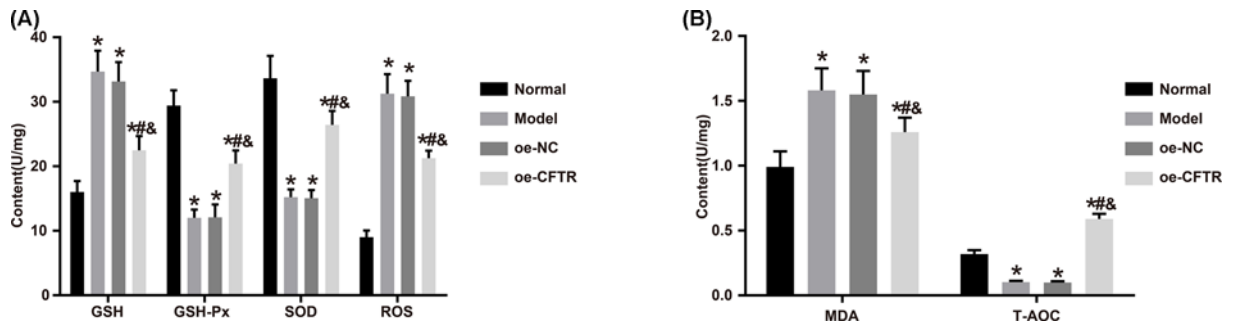 (A)
Content(U/mg)
40
30
20
10
0
* *
* *
* *
* *
*#&
*#&
*#&
*#&
GSH GSH-Px SOD ROS
Normal
Model
oe-NC
oe-CFTR
(B)
Content(U/mg)
2.0
1.5
1.0
0.5
0.0
* *
*#&
* *
*#&
MDA T-AOC
Normal
Model
oe-NC
oe-CFTR